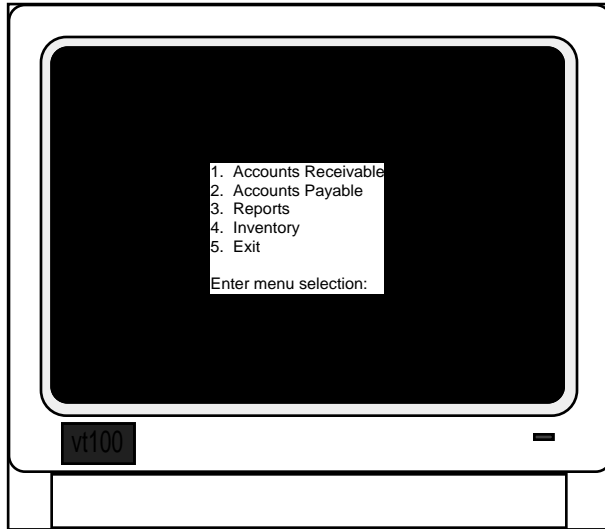 1. Accounts Receivable
2. Accounts Payable
3. Reports
4. Inventory
5. Exit
Enter menu selection:
vt100